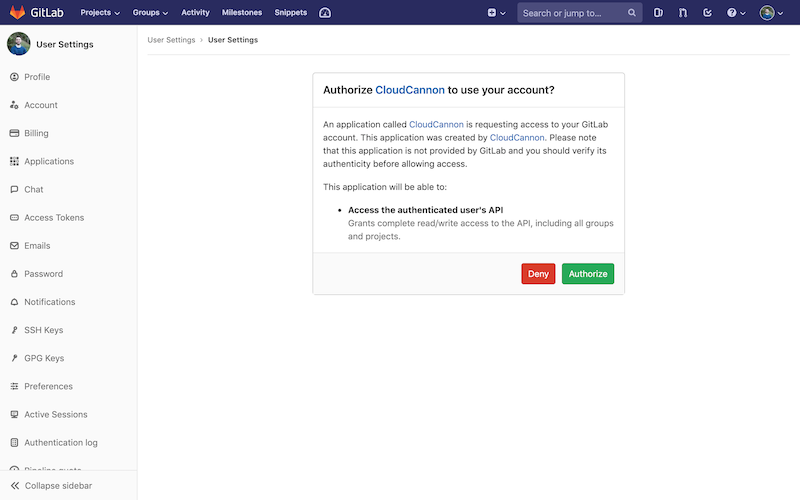 GitLab Projects Groups Activity Milestones Snippets Search or jump to...
User Settings
User Settings › User Settings
Profile
Account
Billing
Applications
Chat
Access Tokens
Emails
Password
Notifications
SSH Keys
GPG Keys
Preferences
Active Sessions
Authentication log
Pipeline quota
Collapse sidebar
Authorize CloudCannon to use your account?
An application called CloudCannon is requesting access to your GitLab
account. This application was created by CloudCannon. Please note
that this application is not provided by GitLab and you should verify its
authenticity before allowing access.
This application will be able to:
• Access the authenticated user's API
Grants complete read/write access to the API, including all groups
and projects.
Deny Authorize